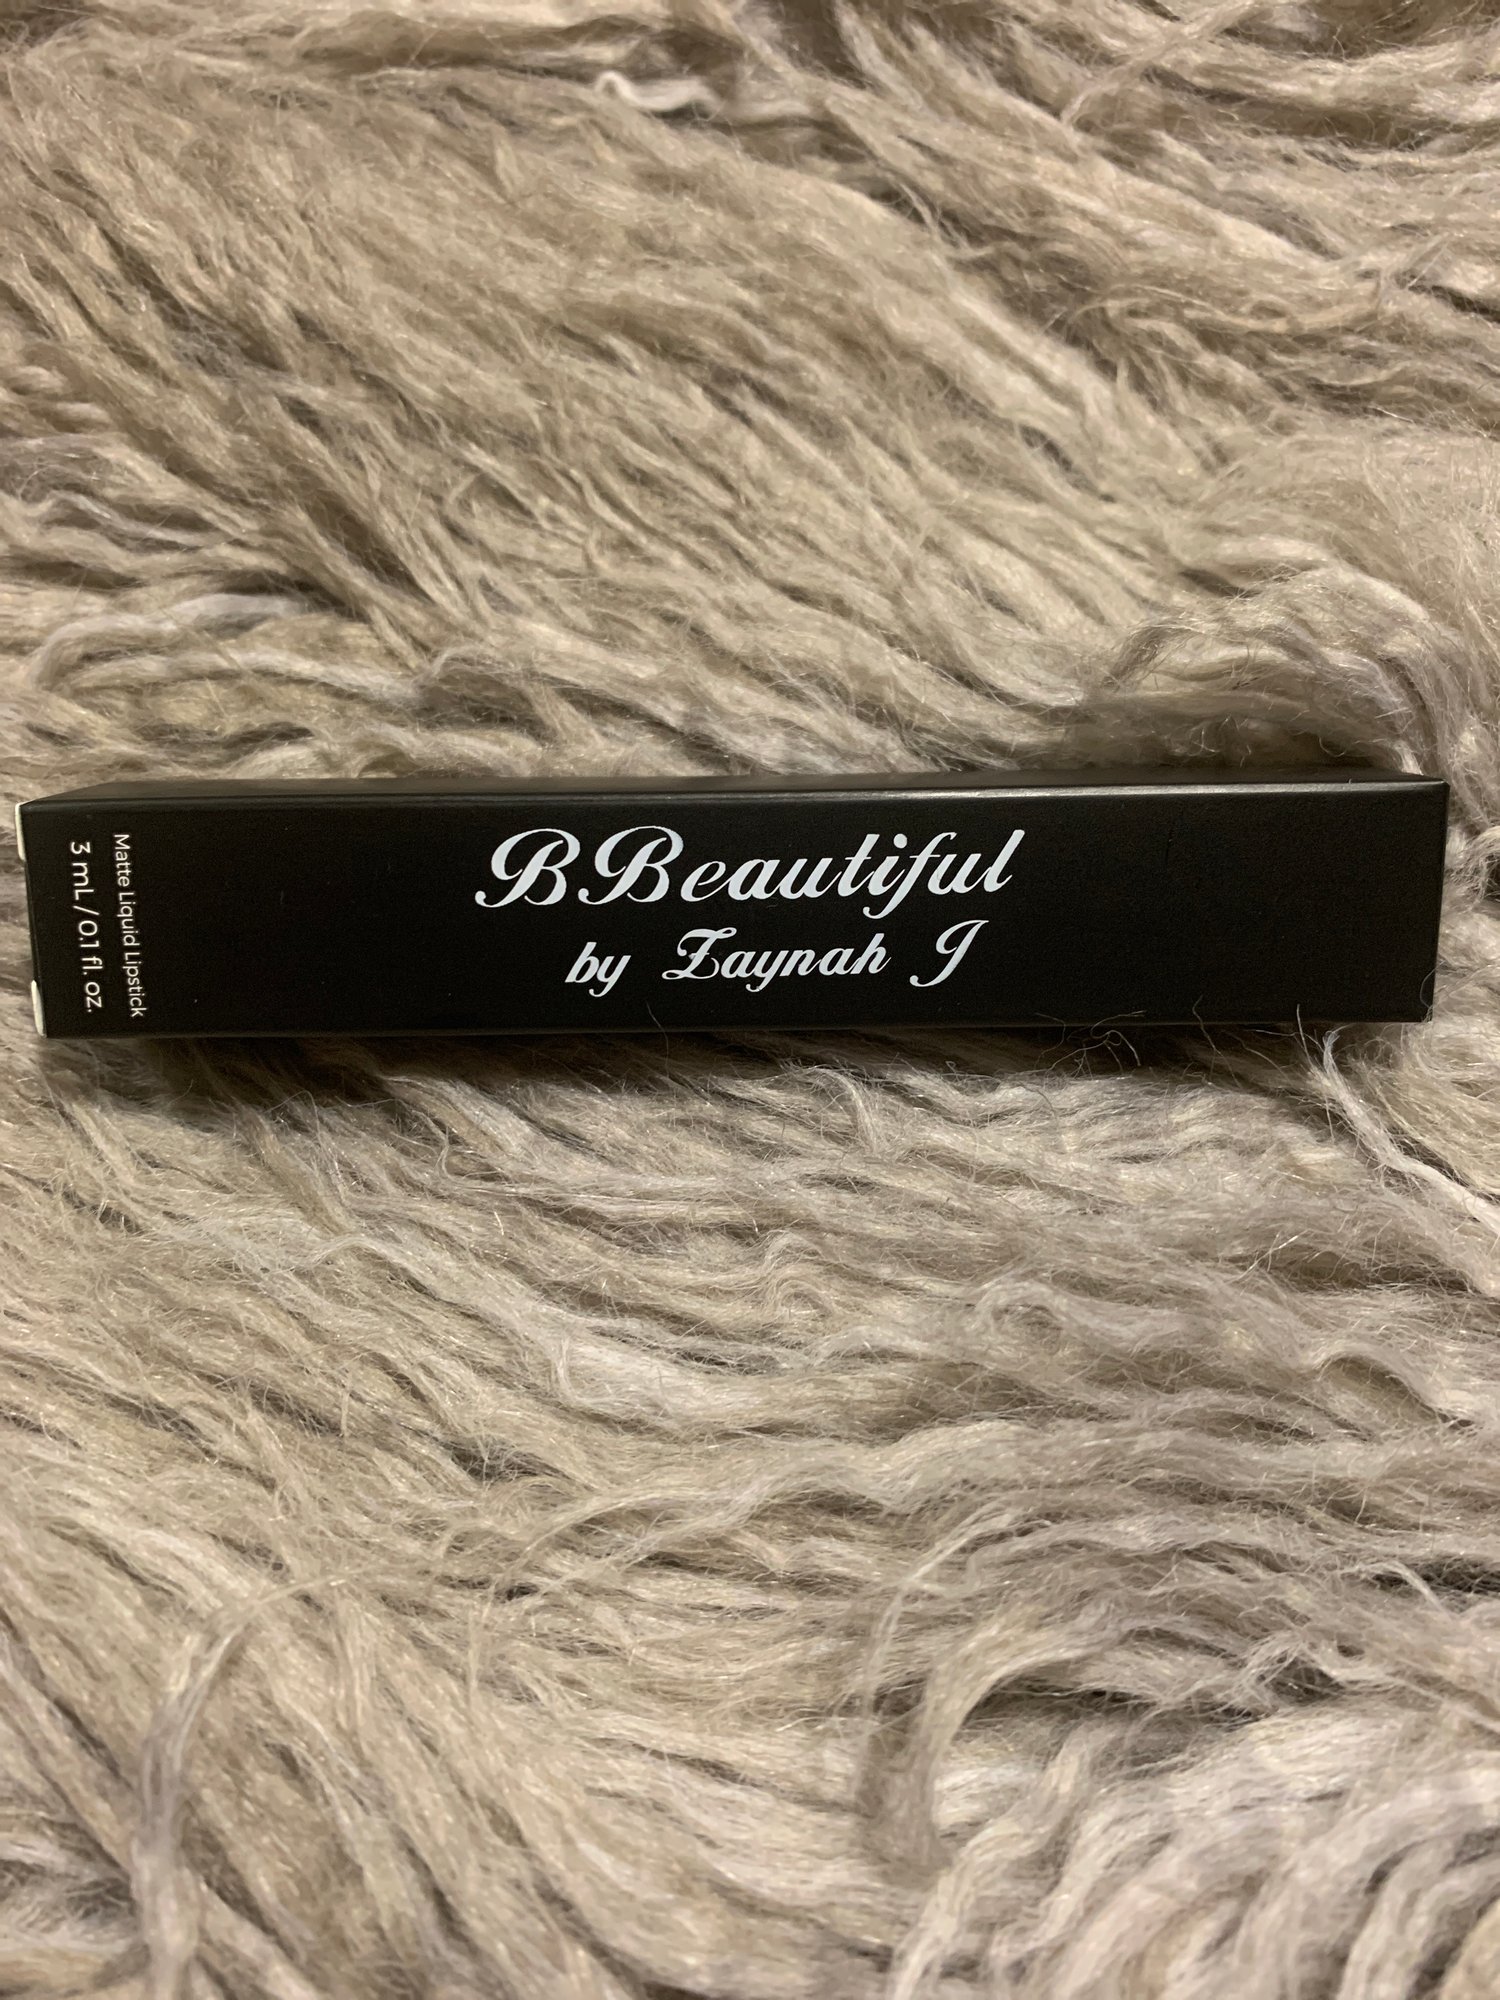 BBeautiful
by Zaynah J
Matte Liquid Lipstick
3 mL / 0.1 fl. oz.